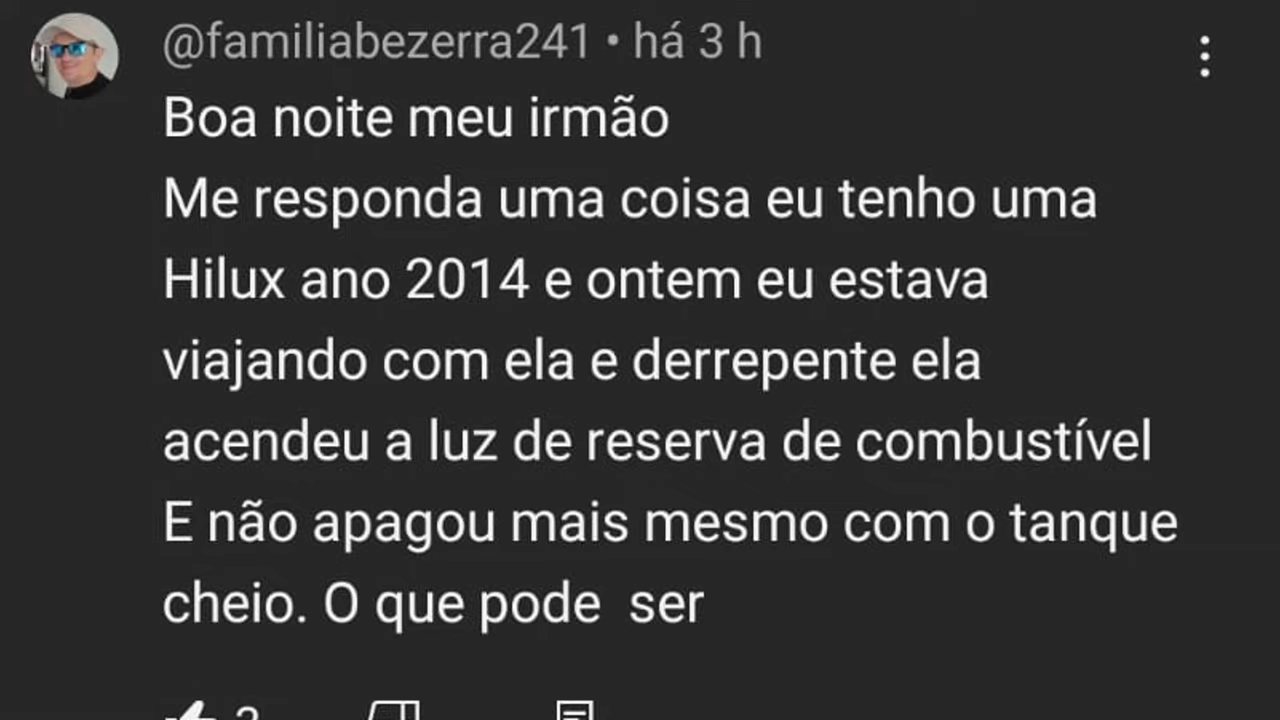 @familiabezerra241 • há 3 h
Boa noite meu irmão
Me responda uma coisa eu tenho uma
Hilux ano 2014 e ontem eu estava
viajando com ela e derrepente ela
acendeu a luz de reserva de combustível
E não apagou mais mesmo com o tanque
cheio. O que pode  ser